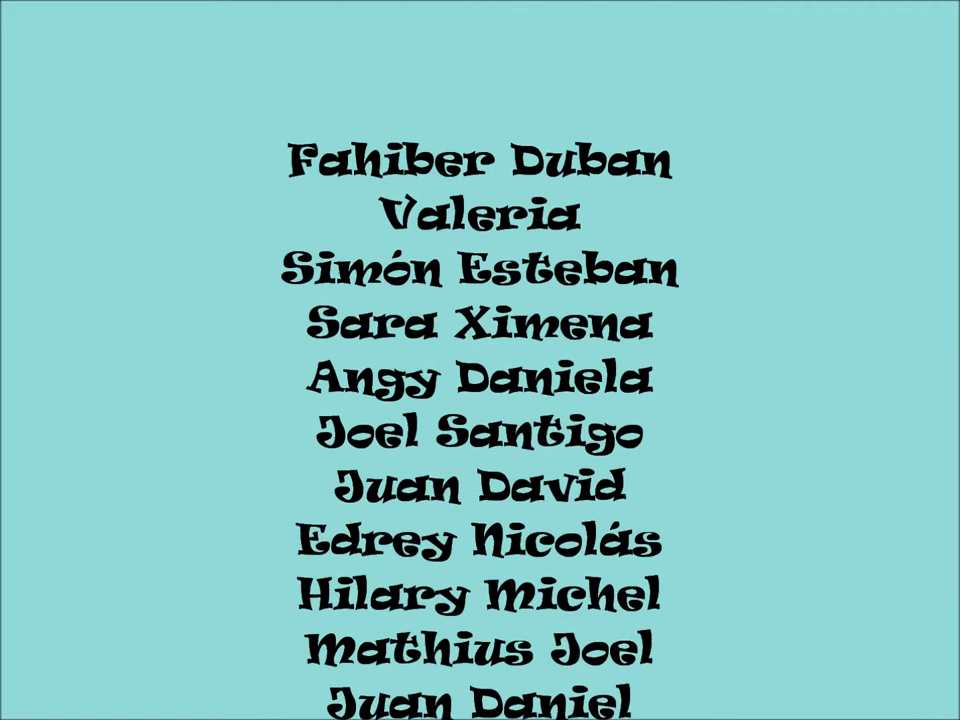 Fahiber Duban
Valeria
Simón Esteban
Sara Ximena
Angy Daniela
Joel Santigo
Juan David
Edrey Nicolás
Hilary Michel
Mathius Joel
Juan Daniel